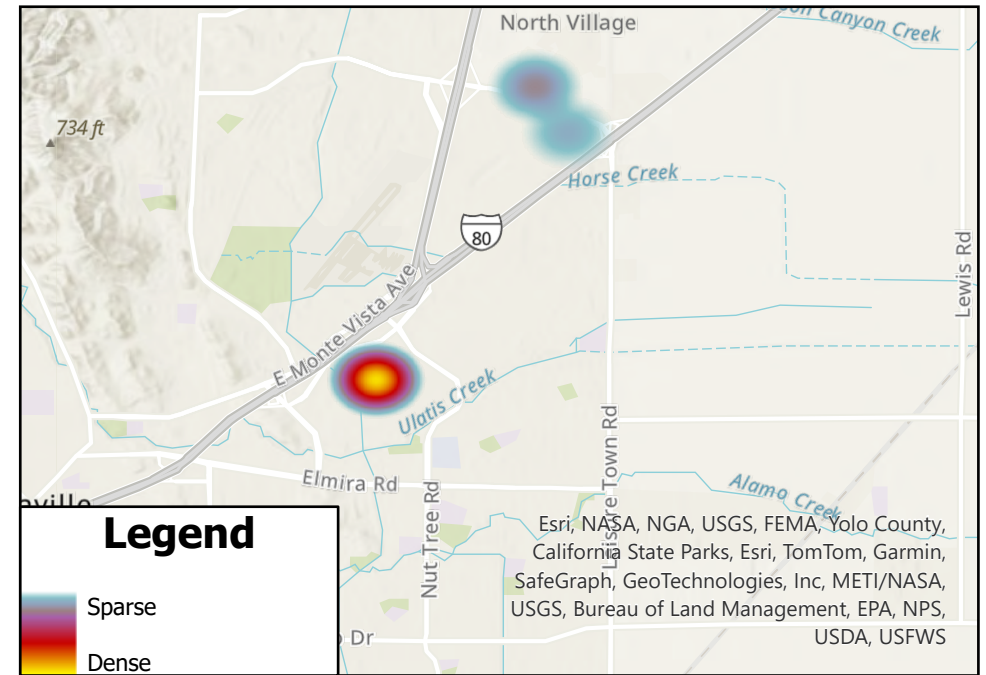 North Village
Canyon Creek
734 ft
Horse Creek
80
Lewis Rd
E Monte Vista Ave
Ulatis Creek
Leisure Town Rd
Elmira Rd
Alamo Creek
Nut Tree Rd
Dr
Legend
Sparse
Dense
Esri, NASA, NGA, USGS, FEMA, Yolo County,
California State Parks, Esri, TomTom, Garmin,
SafeGraph, GeoTechnologies, Inc, METI/NASA,
USGS, Bureau of Land Management, EPA, NPS,
USDA, USFWS